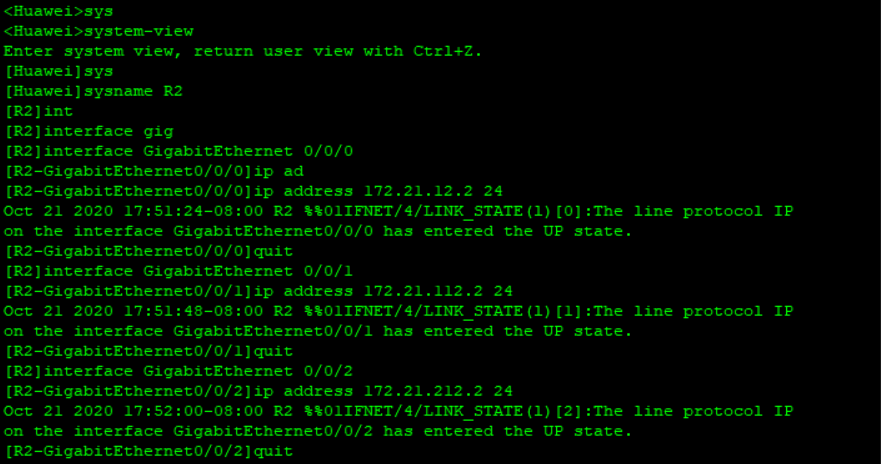 <Huawei>sys
<Huawei>system-view
Enter system view, return user view with Ctrl+Z.
[Huawei]sys
[Huawei]sysname R2
[R2]int
[R2]interface gig
[R2]interface GigabitEthernet 0/0/0
[R2-GigabitEthernet0/0/0]ip ad
[R2-GigabitEthernet0/0/0]ip address 172.21.12.2 24
Oct 21 2020 17:51:24-08:00 R2 %%01IFNET/4/LINK_STATE(l)[0]:The line protocol IP
on the interface GigabitEthernet0/0/0 has entered the UP state.
[R2-GigabitEthernet0/0/0]quit
[R2]interface GigabitEthernet 0/0/1
[R2-GigabitEthernet0/0/1]ip address 172.21.112.2 24
Oct 21 2020 17:51:48-08:00 R2 %%01IFNET/4/LINK_STATE(l)[1]:The line protocol IP
on the interface GigabitEthernet0/0/1 has entered the UP state.
[R2-GigabitEthernet0/0/1]quit
[R2]interface GigabitEthernet 0/0/2
[R2-GigabitEthernet0/0/2]ip address 172.21.212.2 24
Oct 21 2020 17:52:00-08:00 R2 %%01IFNET/4/LINK_STATE(l)[2]:The line protocol IP
on the interface GigabitEthernet0/0/2 has entered the UP state.
[R2-GigabitEthernet0/0/2]quit